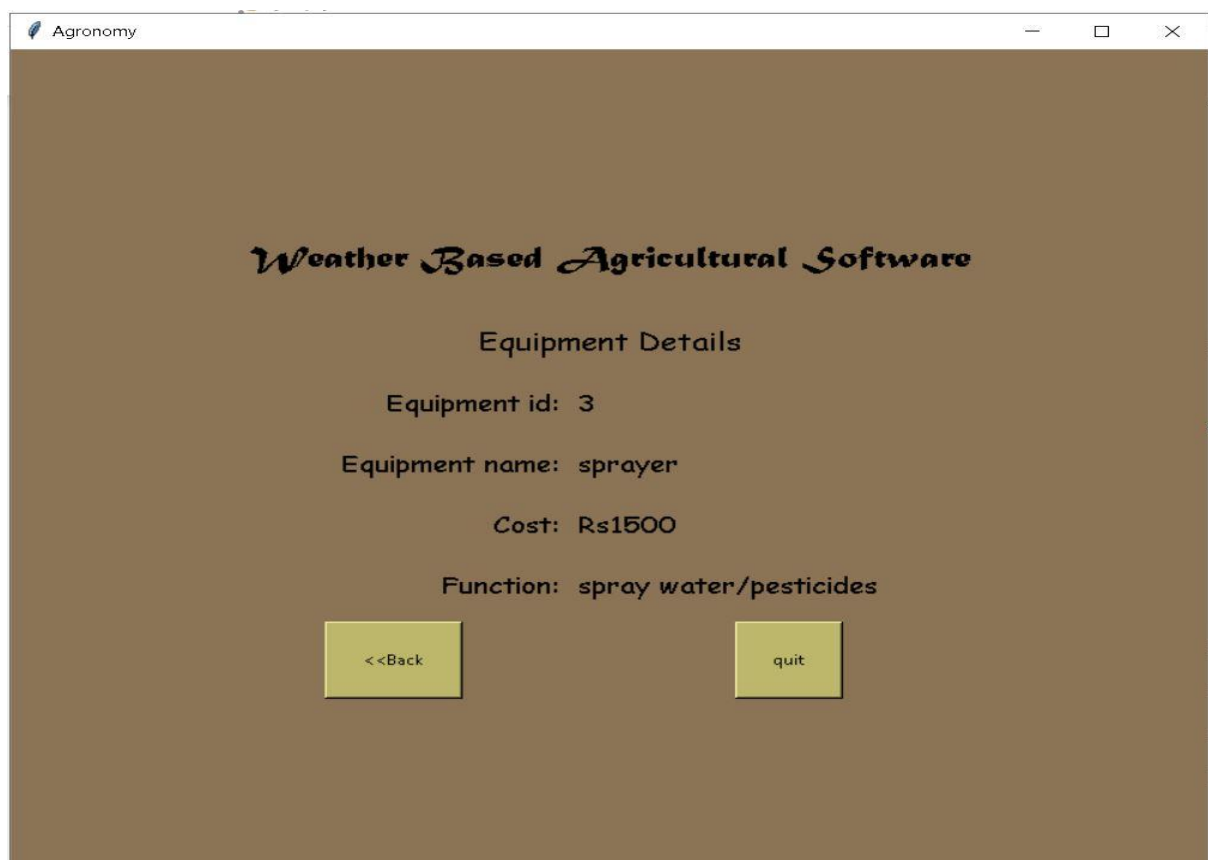 Agronomy
Weather Based Agricultural Software
Equipment Details
Equipment id: 3
Equipment name: sprayer
Cost: Rs1500
Function: spray water/pesticides
<<Back quit